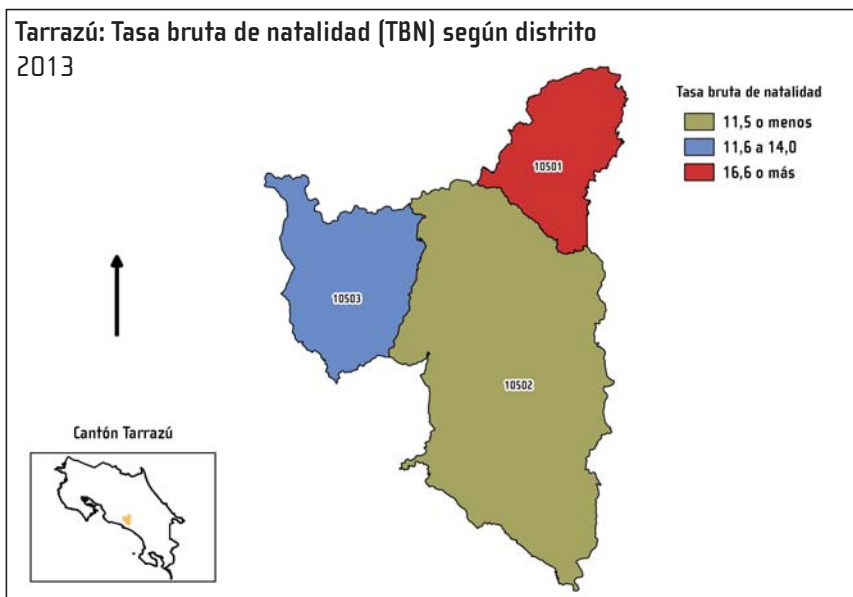 Tarrazú: Tasa bruta de natalidad (TBN) según distrito
2013
Tasa bruta de natalidad
11,5 o menos
11,6 a 14,0
16,6 o más
10501
10503
10502
Cantón Tarrazú